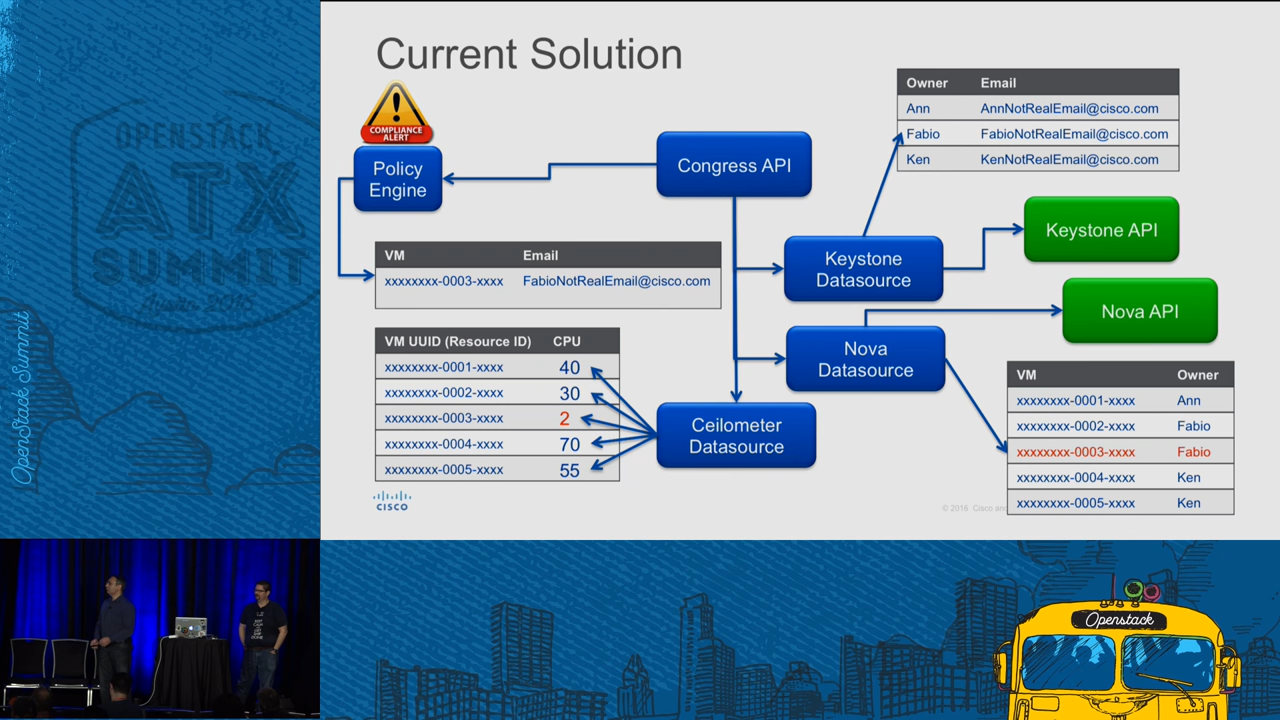 Current Solution
COMPLIANCE
ALERT
Policy
Engine
Congress API
Owner Email
Ann AnnNotRealEmail@cisco.com
Fabio FabioNotRealEmail@cisco.com
Ken KenNotRealEmail@cisco.com
Keystone API
Keystone
Datasource
Nova API
Nova
Datasource
VM Email
xxxxxxxx-0003-xxxx FabioNotRealEmail@cisco.com
VM UUID (Resource ID) CPU
xxxxxxxx-0001-xxxx 40
xxxxxxxx-0002-xxxx 30
xxxxxxxx-0003-xxxx 2
xxxxxxxx-0004-xxxx 70
xxxxxxxx-0005-xxxx 55
Ceilometer
Datasource
VM Owner
xxxxxxxx-0001-xxxx Ann
xxxxxxxx-0002-xxxx Fabio
xxxxxxxx-0003-xxxx Fabio
xxxxxxxx-0004-xxxx Ken
xxxxxxxx-0005-xxxx Ken
CISCO
© 2016 Cisco
OPENSTACK
ATX
SUMMIT
OpenStack Summit
Openstack